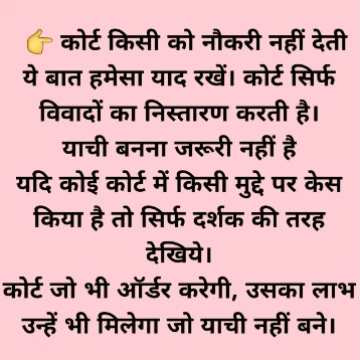 👉 कोर्ट किसी को नौकरी नहीं देती
ये बात हमेसा याद रखें। कोर्ट सिर्फ
विवादों का निस्तारण करती है।
याची बनना जरूरी नहीं है
यदि कोई कोर्ट में किसी मुद्दे पर केस
किया है तो सिर्फ दर्शक की तरह
देखिये।
कोर्ट जो भी ऑर्डर करेगी, उसका लाभ
उन्हें भी मिलेगा जो याची नहीं बने।